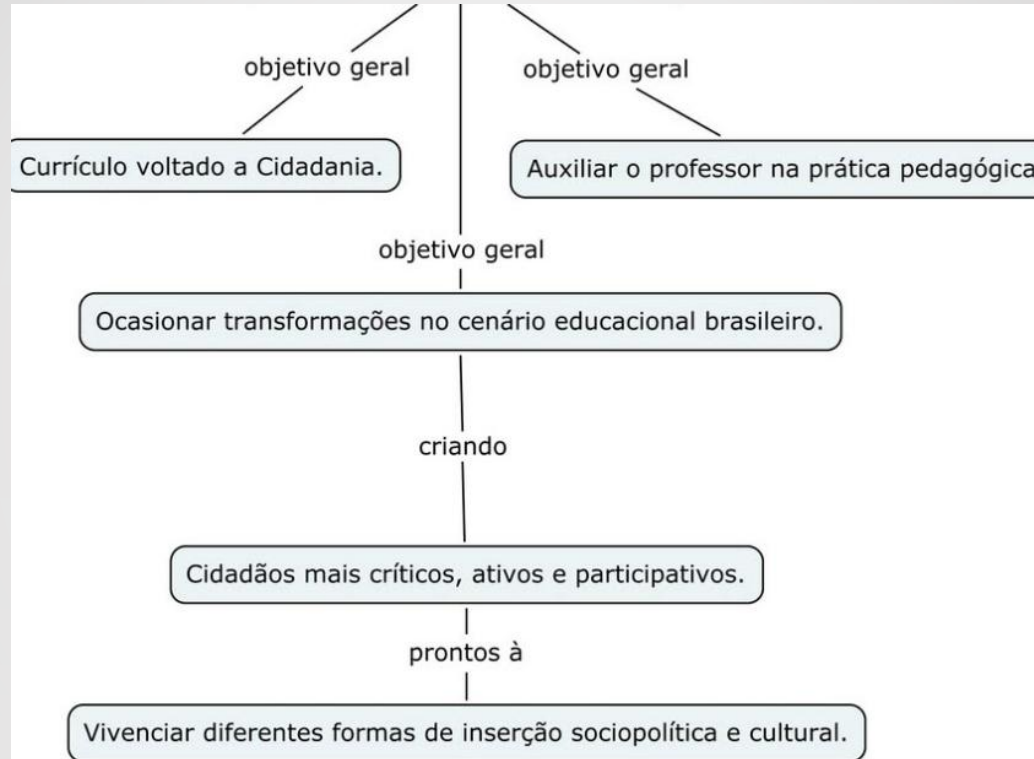 objetivo geral
objetivo geral
Currículo voltado a Cidadania.
Auxiliar o professor na prática pedagógica
objetivo geral
Ocasionar transformações no cenário educacional brasileiro.
criando
Cidadãos mais críticos, ativos e participativos.
prontos à
Vivenciar diferentes formas de inserção sociopolítica e cultural.